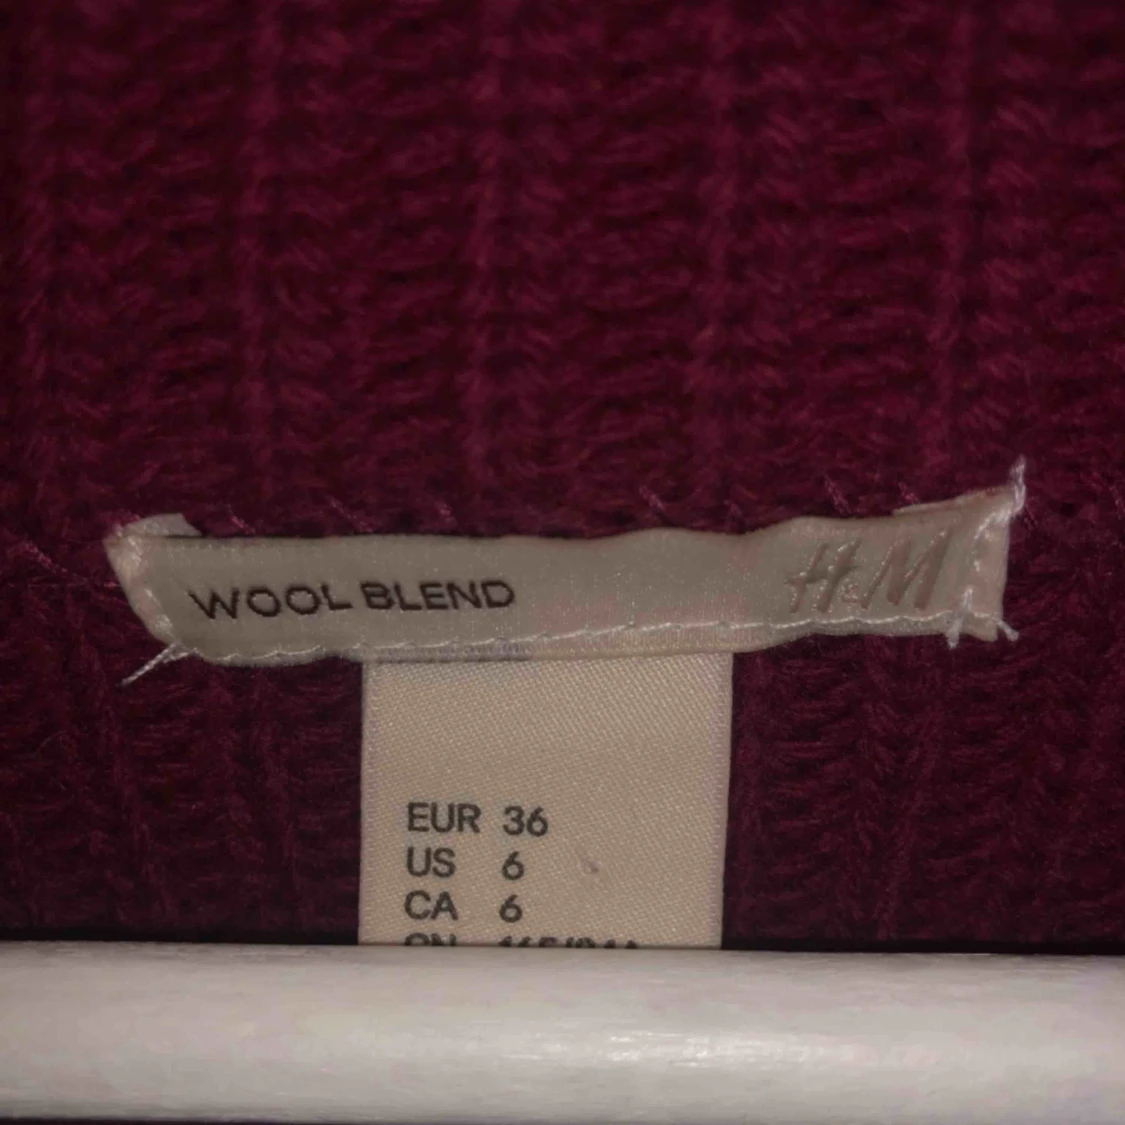 WOOL BLEND H&M
EUR 36
US 6
CA 6